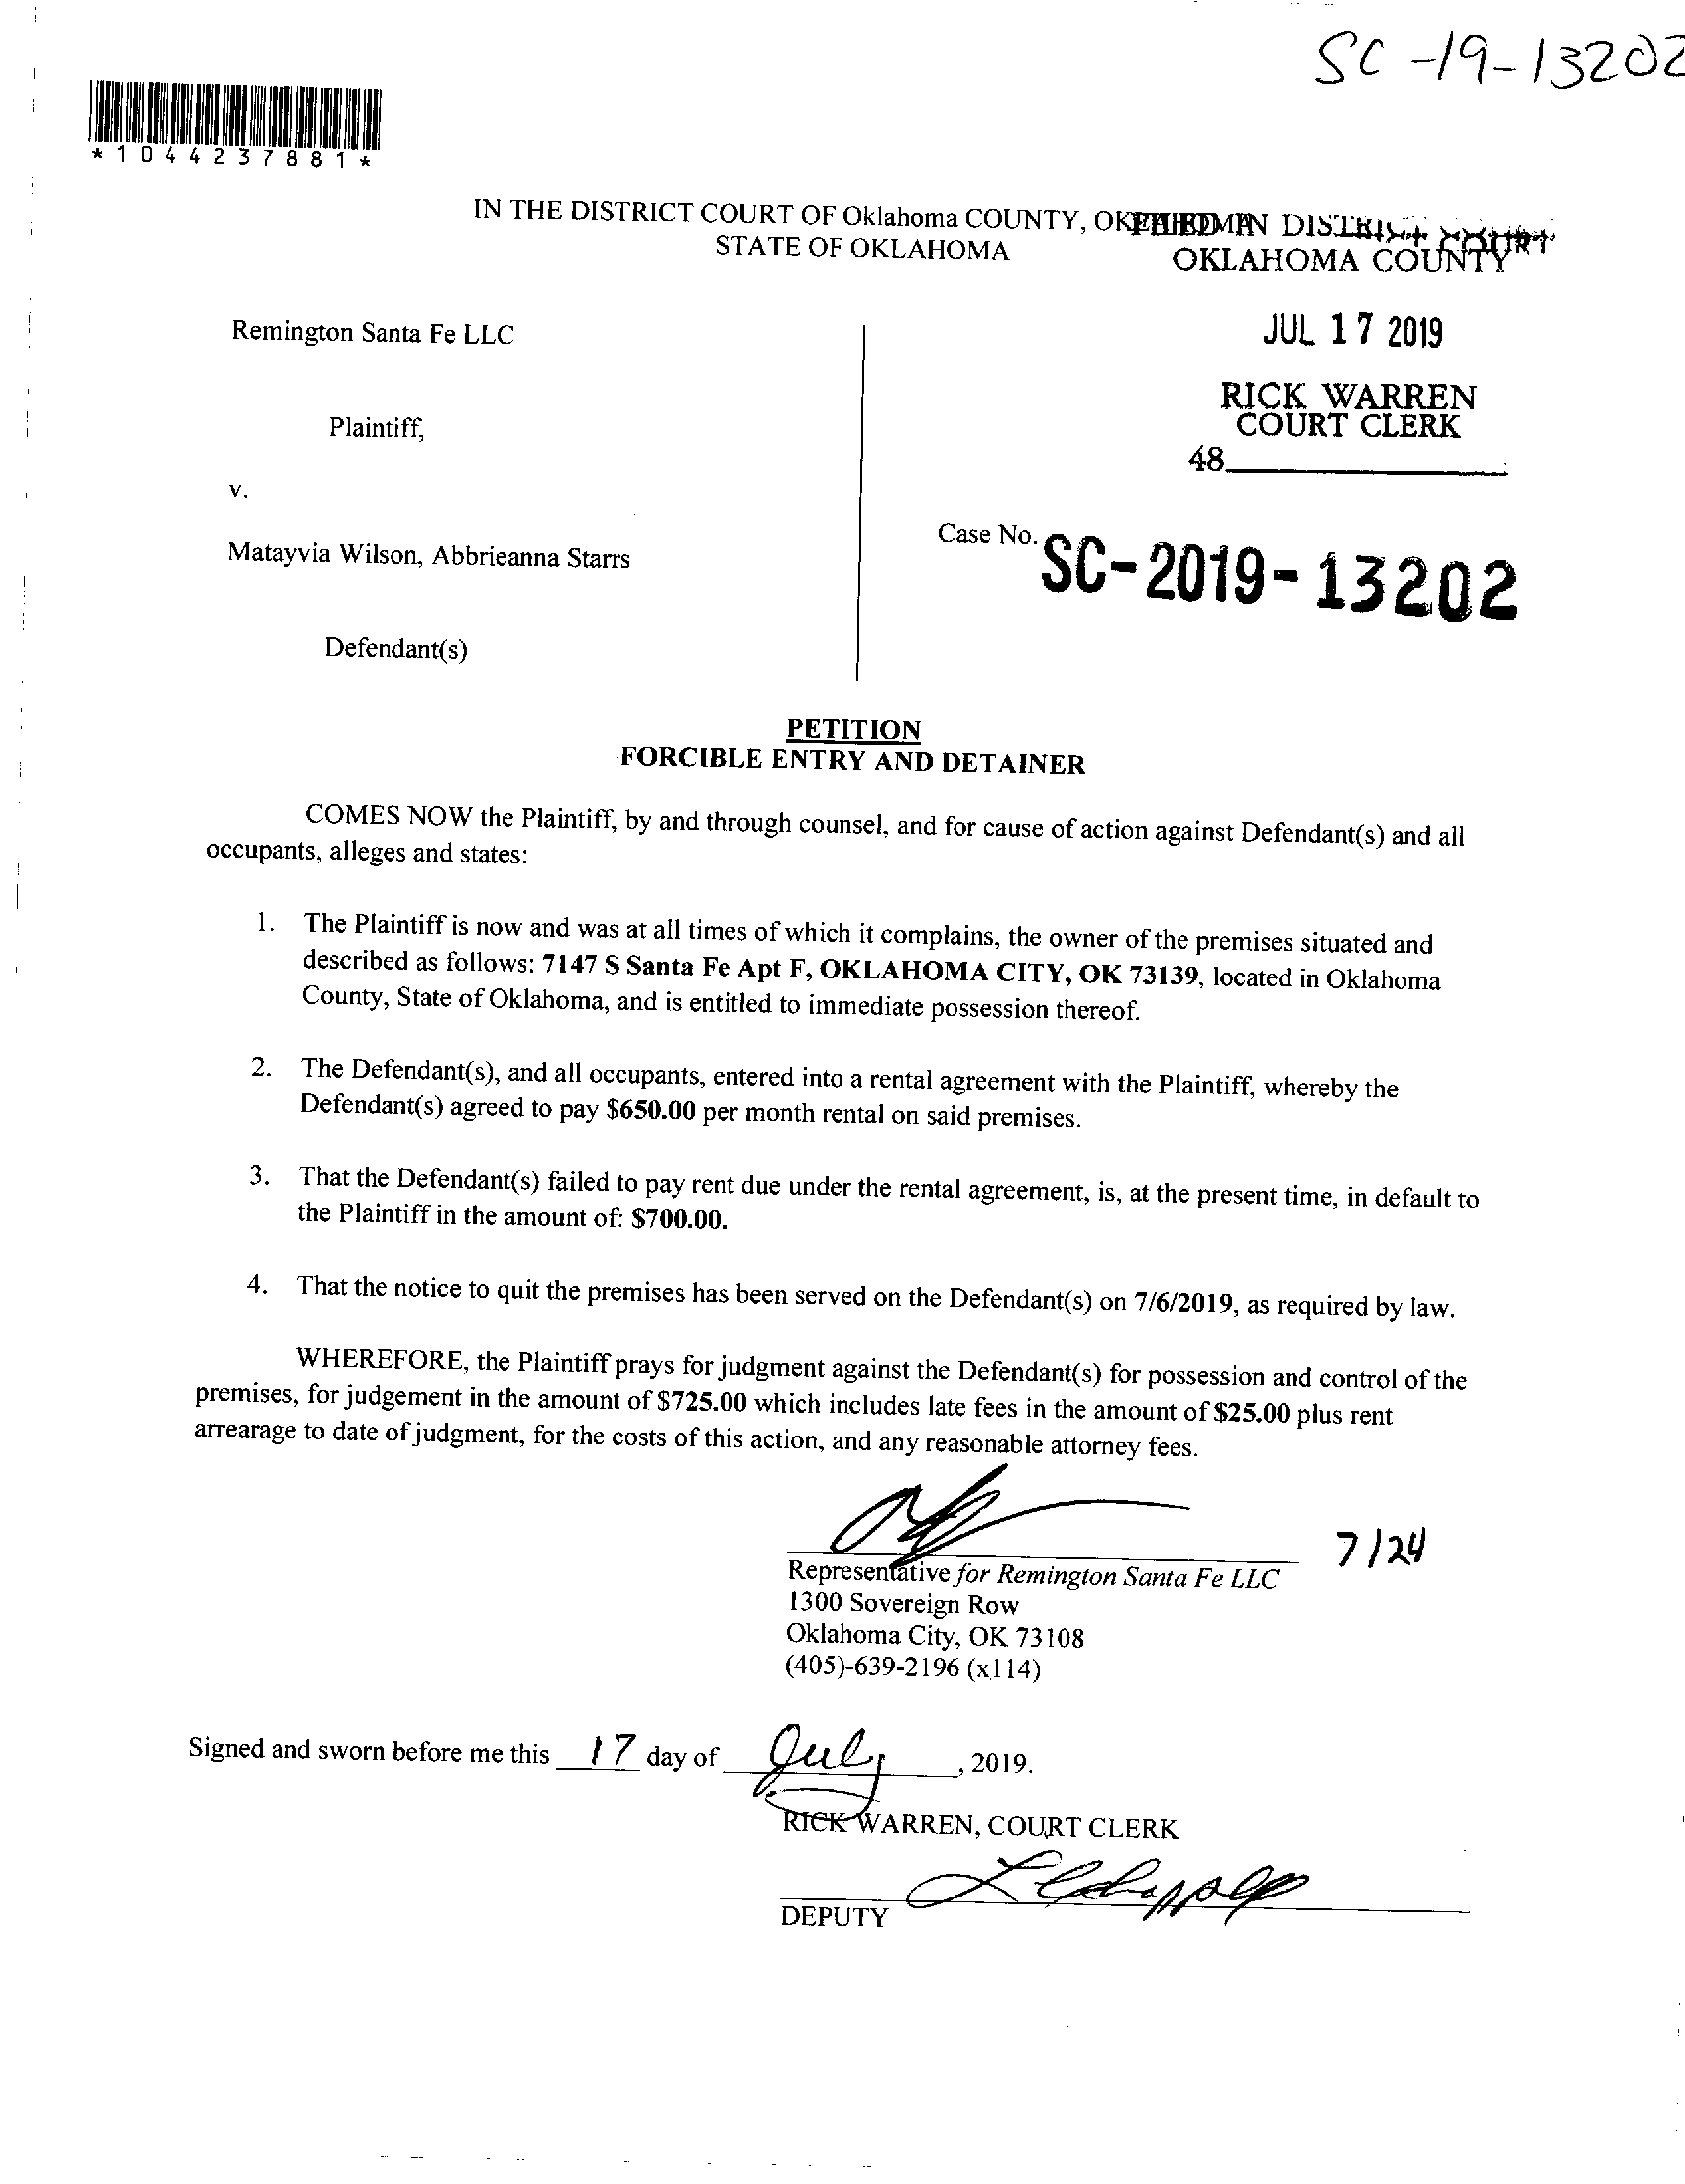 SC-19-13202
*1044237881*
IN THE DISTRICT COURT OF Oklahoma COUNTY,
STATE OF OKLAHOMA
FILED IN DISTRICT COURT
OKLAHOMA COUNTY
JUL 17 2019
RICK WARREN
COURT CLERK
48
Remington Santa Fe LLC
Plaintiff,
v.
Matayvia Wilson, Abbrieanna Starrs
Defendant(s)
Case No. SC-2019-13202
PETITION
FORCIBLE ENTRY AND DETAINER
COMES NOW the Plaintiff, by and through counsel, and for cause of action against Defendant(s) and all
occupants, alleges and states:
1. The Plaintiff is now and was at all times of which it complains, the owner of the premises situated and
described as follows: 7147 S Santa Fe Apt F, OKLAHOMA CITY, OK 73139, located in Oklahoma
County, State of Oklahoma, and is entitled to immediate possession thereof.
2. The Defendant(s), and all occupants, entered into a rental agreement with the Plaintiff, whereby the
Defendant(s) agreed to pay $650.00 per month rental on said premises.
3. That the Defendant(s) failed to pay rent due under the rental agreement, is, at the present time, in default to
the Plaintiff in the amount of: $700.00.
4. That the notice to quit the premises has been served on the Defendant(s) on 7/6/2019, as required by law.
WHEREFORE, the Plaintiff prays for judgment against the Defendant(s) for possession and control of the
premises, for judgement in the amount of $725.00 which includes late fees in the amount of $25.00 plus rent
arrearage to date of judgment, for the costs of this action, and any reasonable attorney fees.
7/24
Representative for Remington Santa Fe LLC
1300 Sovereign Row
Oklahoma City, OK 73108
(405)-639-2196 (x114)
Signed and sworn before me this 17 day of July, 2019.
RICK WARREN, COURT CLERK
DEPUTY